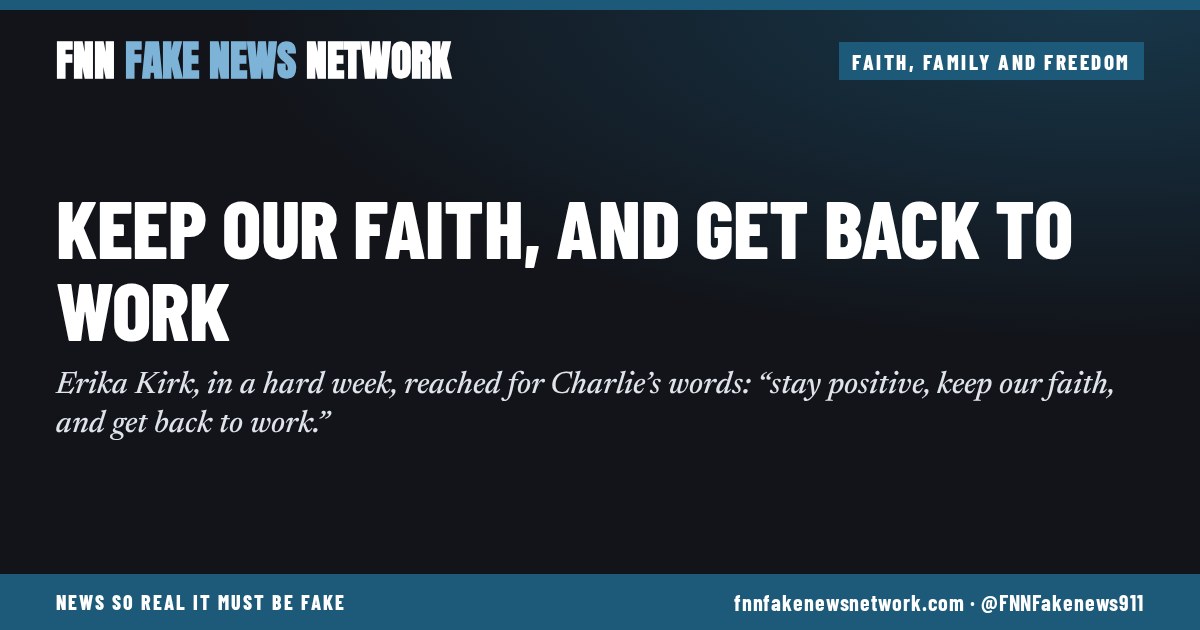 FNN FAKE NEWS NETWORK
FAITH, FAMILY AND FREEDOM
KEEP OUR FAITH, AND GET BACK TO
WORK
Erika Kirk, in a hard week, reached for Charlie’s words: “stay positive, keep our faith,
and get back to work.”
NEWS SO REAL IT MUST BE FAKE
fnnfakenewsnetwork.com · @FNNFakenews911